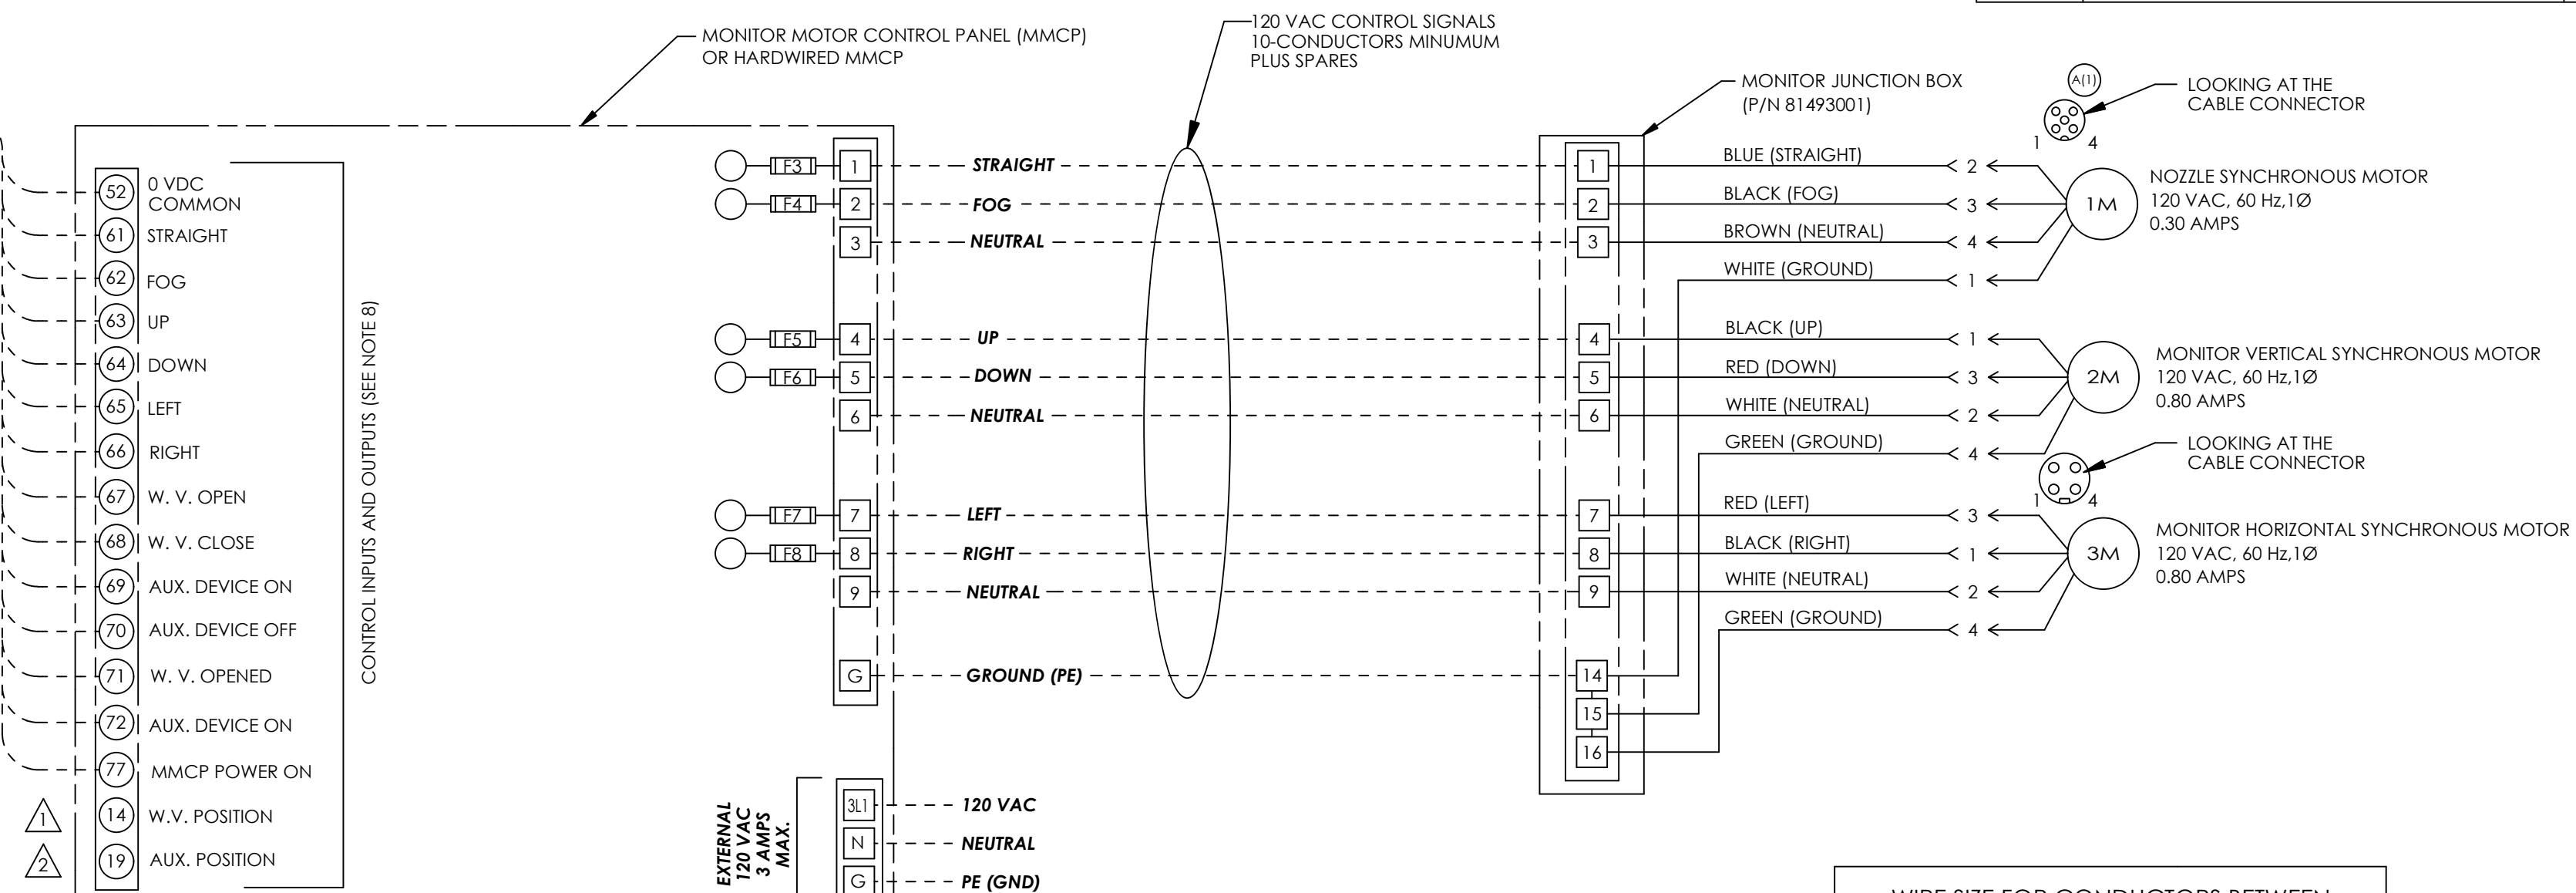 MONITOR MOTOR CONTROL PANEL (MMCP)
OR HARDWIRED MMCP
120 VAC CONTROL SIGNALS
10-CONDUCTORS MINUMUM
PLUS SPARES
MONITOR JUNCTION BOX
(P/N 81493001)
A(1)
LOOKING AT THE
CABLE CONNECTOR
1 4
52 0 VDC
COMMON
61 STRAIGHT
62 FOG
63 UP
64 DOWN
65 LEFT
66 RIGHT
67 W. V. OPEN
68 W. V. CLOSE
69 AUX. DEVICE ON
70 AUX. DEVICE OFF
71 W. V. OPENED
72 AUX. DEVICE ON
77 MMCP POWER ON
1 14 W.V. POSITION
2 19 AUX. POSITION
CONTROL INPUTS AND OUTPUTS (SEE NOTE 8)
F3 1 STRAIGHT 1 BLUE (STRAIGHT) 2
F4 2 FOG 2 BLACK (FOG) 3
3 NEUTRAL 3 BROWN (NEUTRAL) 4
WHITE (GROUND) 1
1M
NOZZLE SYNCHRONOUS MOTOR
120 VAC, 60 Hz,1Ø
0.30 AMPS
F5 4 UP 4 BLACK (UP) 1
F6 5 DOWN 5 RED (DOWN) 3
6 NEUTRAL 6 WHITE (NEUTRAL) 2
GREEN (GROUND) 4
2M
MONITOR VERTICAL SYNCHRONOUS MOTOR
120 VAC, 60 Hz,1Ø
0.80 AMPS
LOOKING AT THE
CABLE CONNECTOR
1 4
F7 7 LEFT 7 RED (LEFT) 3
F8 8 RIGHT 8 BLACK (RIGHT) 1
9 NEUTRAL 9 WHITE (NEUTRAL) 2
GREEN (GROUND) 4
3M
MONITOR HORIZONTAL SYNCHRONOUS MOTOR
120 VAC, 60 Hz,1Ø
0.80 AMPS
G GROUND (PE) 14
15
16
EXTERNAL
120 VAC
3 AMPS
MAX.
3L1 120 VAC
N NEUTRAL
G PE (GND)
WIRE SIZE FOR CONDUCTORS BETWEEN